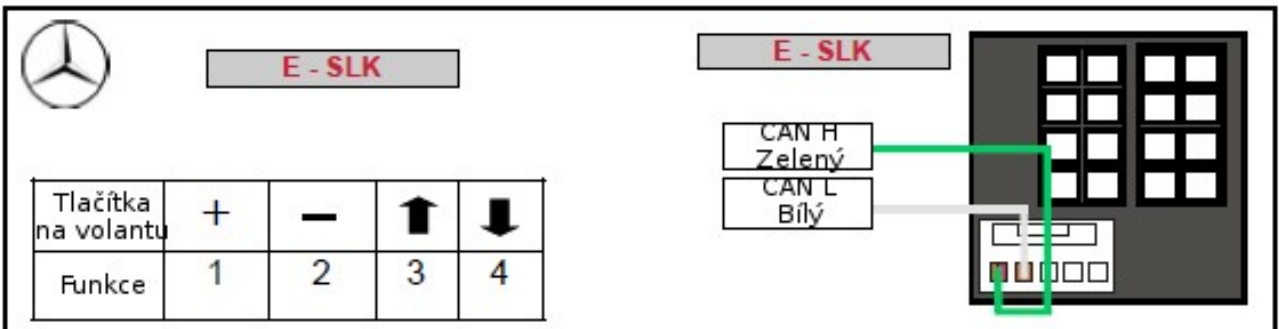 E - SLK
E - SLK
CAN H
Zelený
CAN L
Bílý
Tlačítka
na volantu
+ −
Funkce 1 2 3 4